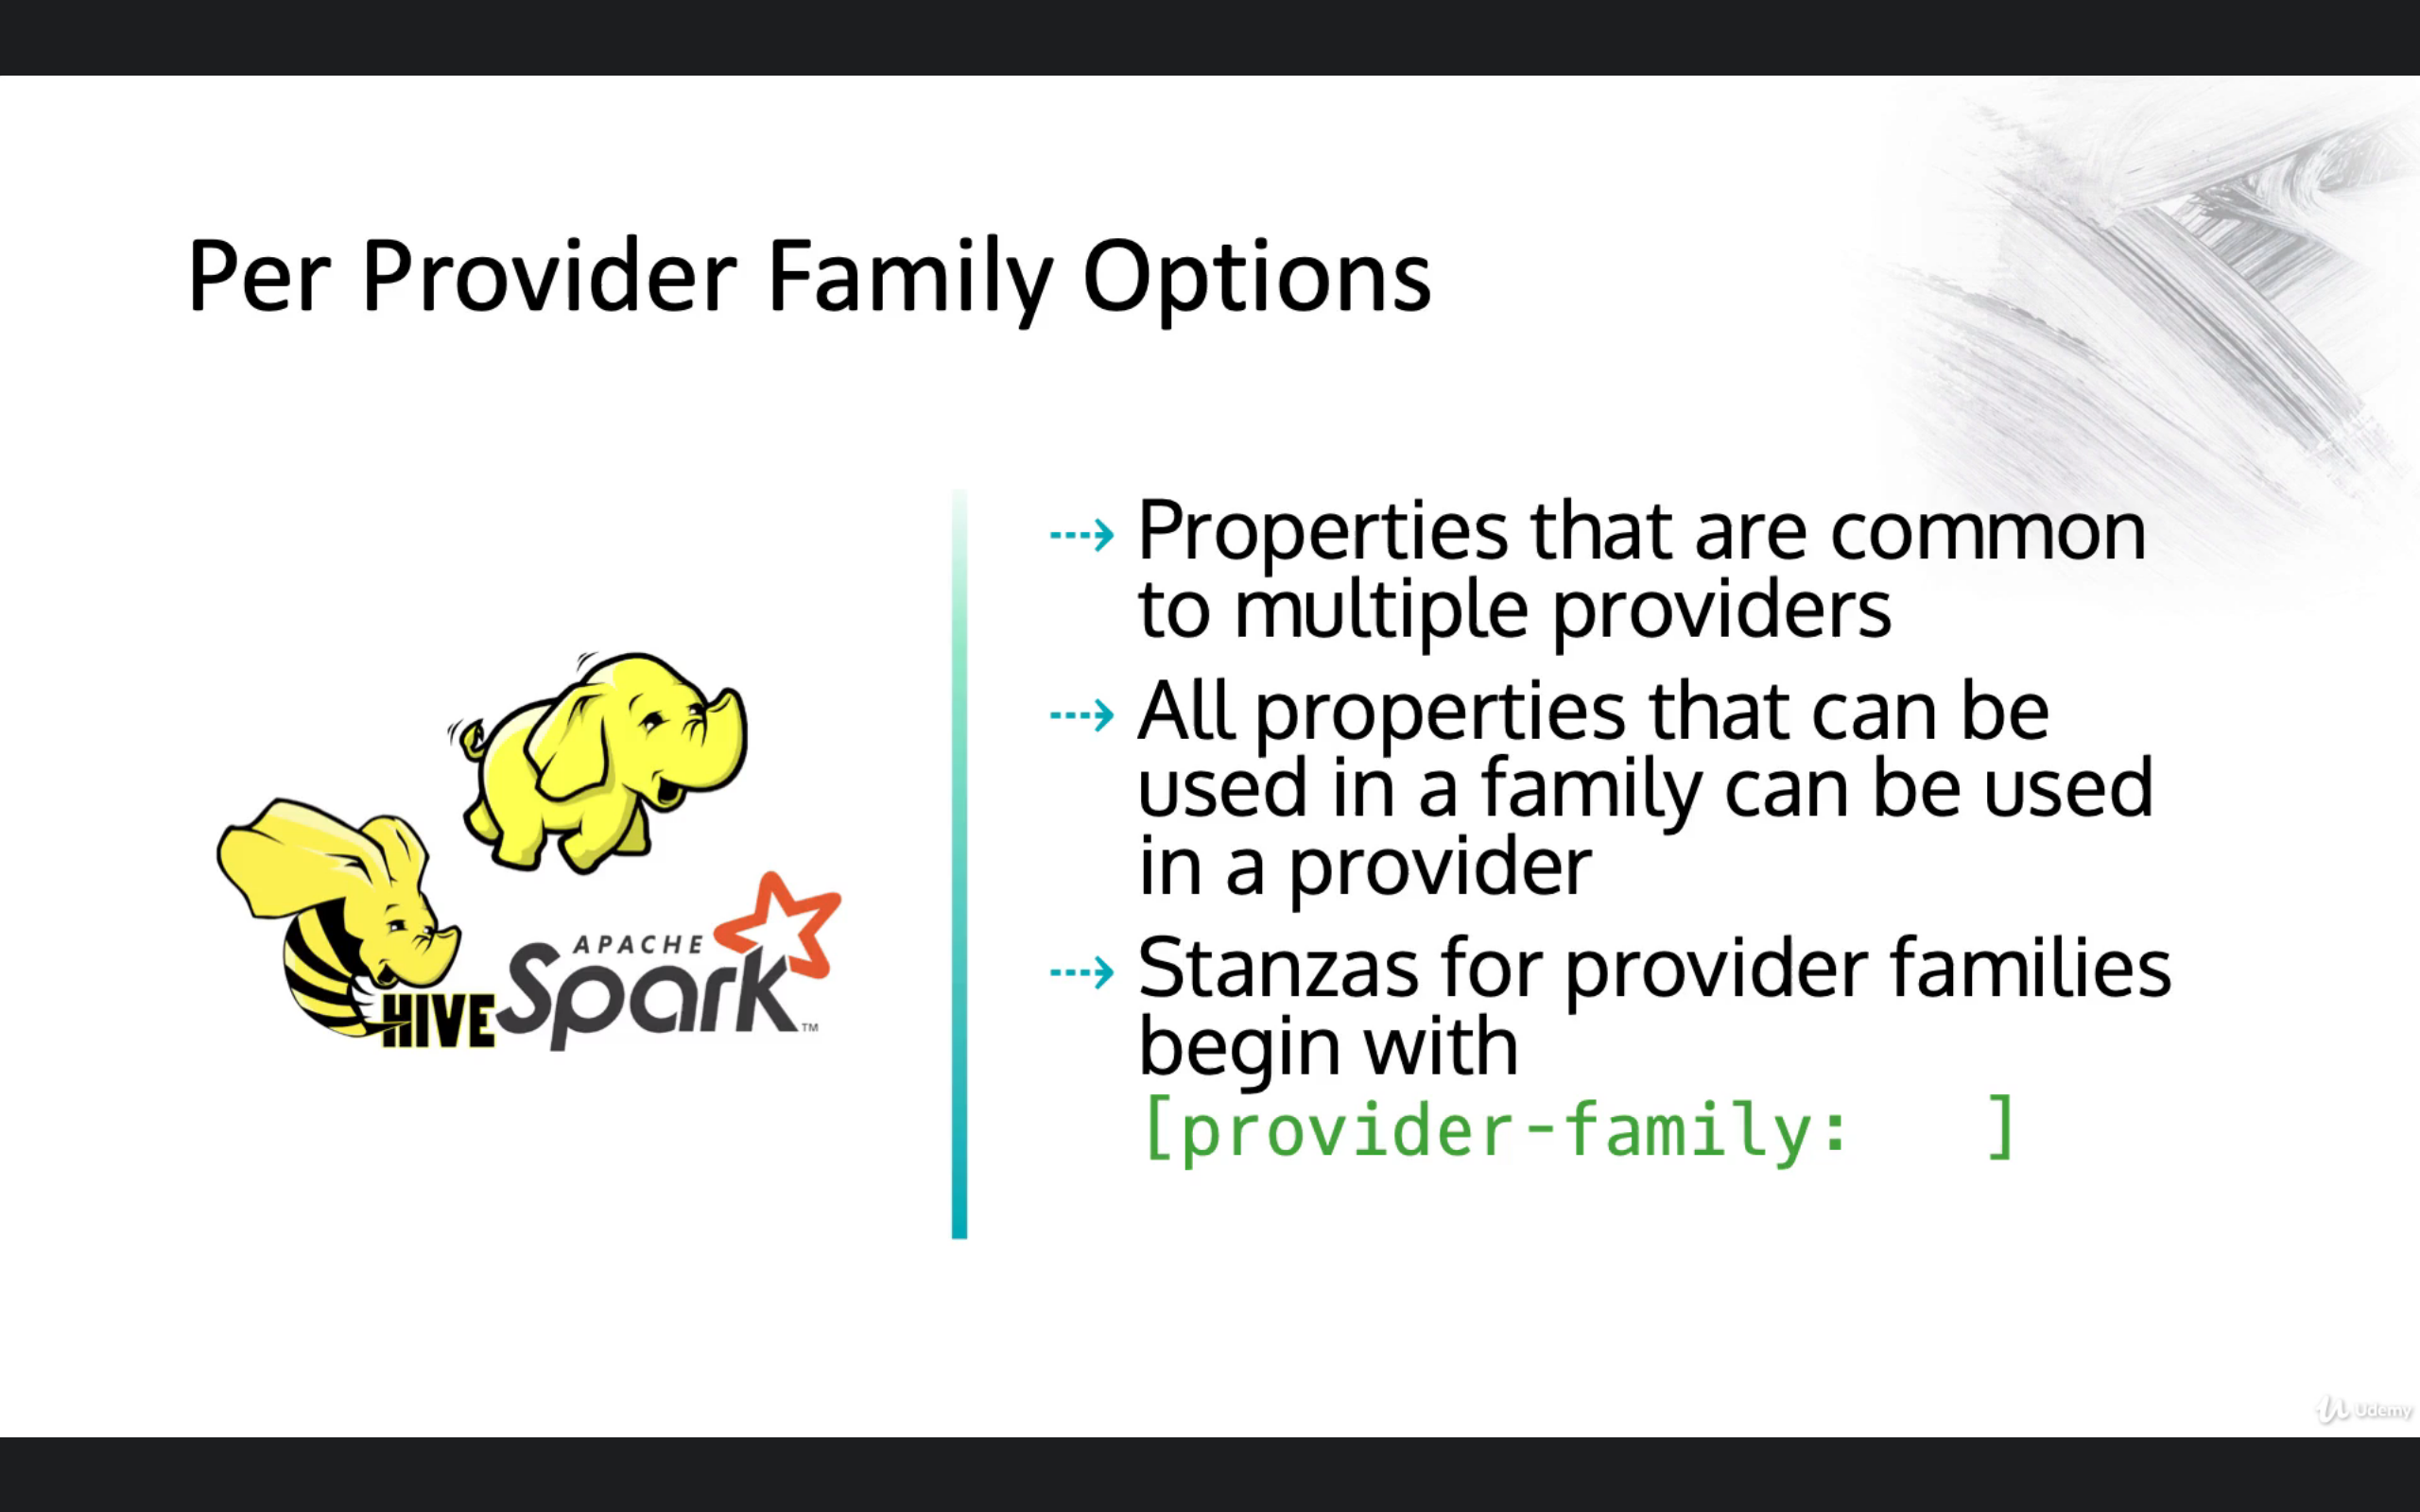 Per Provider Family Options
Properties that are common
to multiple providers
All properties that can be
used in a family can be used
in a provider
Stanzas for provider families
begin with
[provider-family:   ]
HIVE
APACHE
Spark™
Udemy